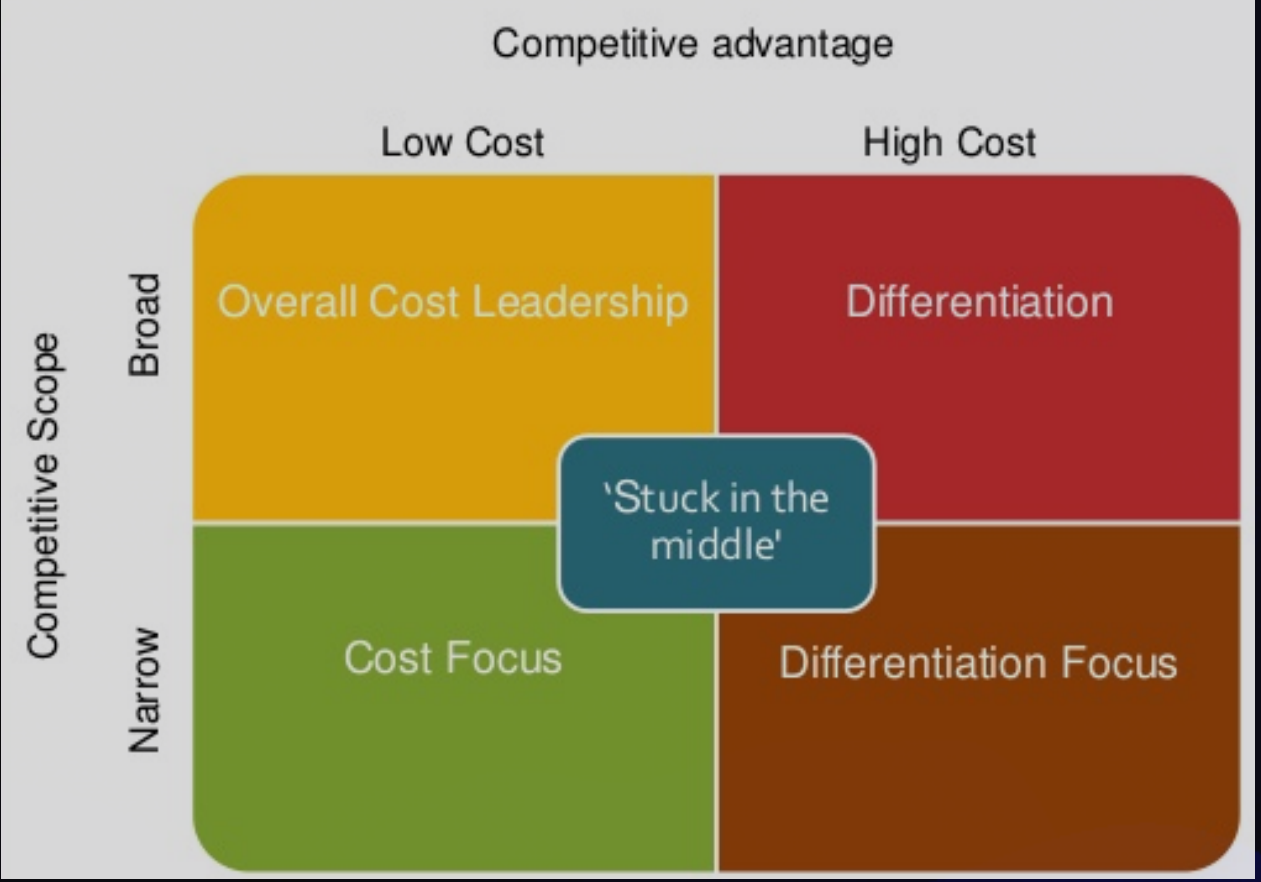 Competitive advantage
Low Cost
High Cost
Competitive Scope
Broad
Overall Cost Leadership
Differentiation
'Stuck in the
middle'
Narrow
Cost Focus
Differentiation Focus